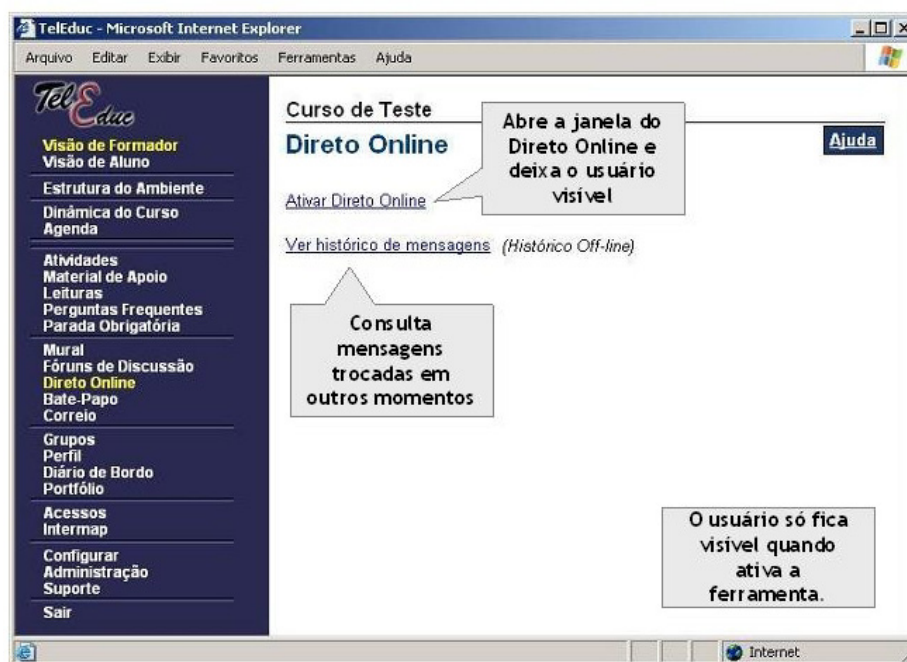 TelEduc - Microsoft Internet Explorer
Arquivo Editar Exibir Favoritos Ferramentas Ajuda
TelEduc
Visão de Formador
Visão de Aluno
Estrutura do Ambiente
Dinâmica do Curso
Agenda
Atividades
Material de Apoio
Leituras
Perguntas Frequentes
Parada Obrigatória
Mural
Fóruns de Discussão
Direto Online
Bate-Papo
Correio
Grupos
Perfil
Diário de Bordo
Portfólio
Acessos
Intermap
Configurar
Administração
Suporte
Sair
Curso de Teste
Direto Online
Ajuda
Ativar Direto Online
Abre a janela do
Direto Online e
deixa o usuário
visível
Ver histórico de mensagens (Histórico Off-line)
Consulta
mensagens
trocadas em
outros momentos
O usuário só fica
visível quando
ativa a
ferramenta.
Internet